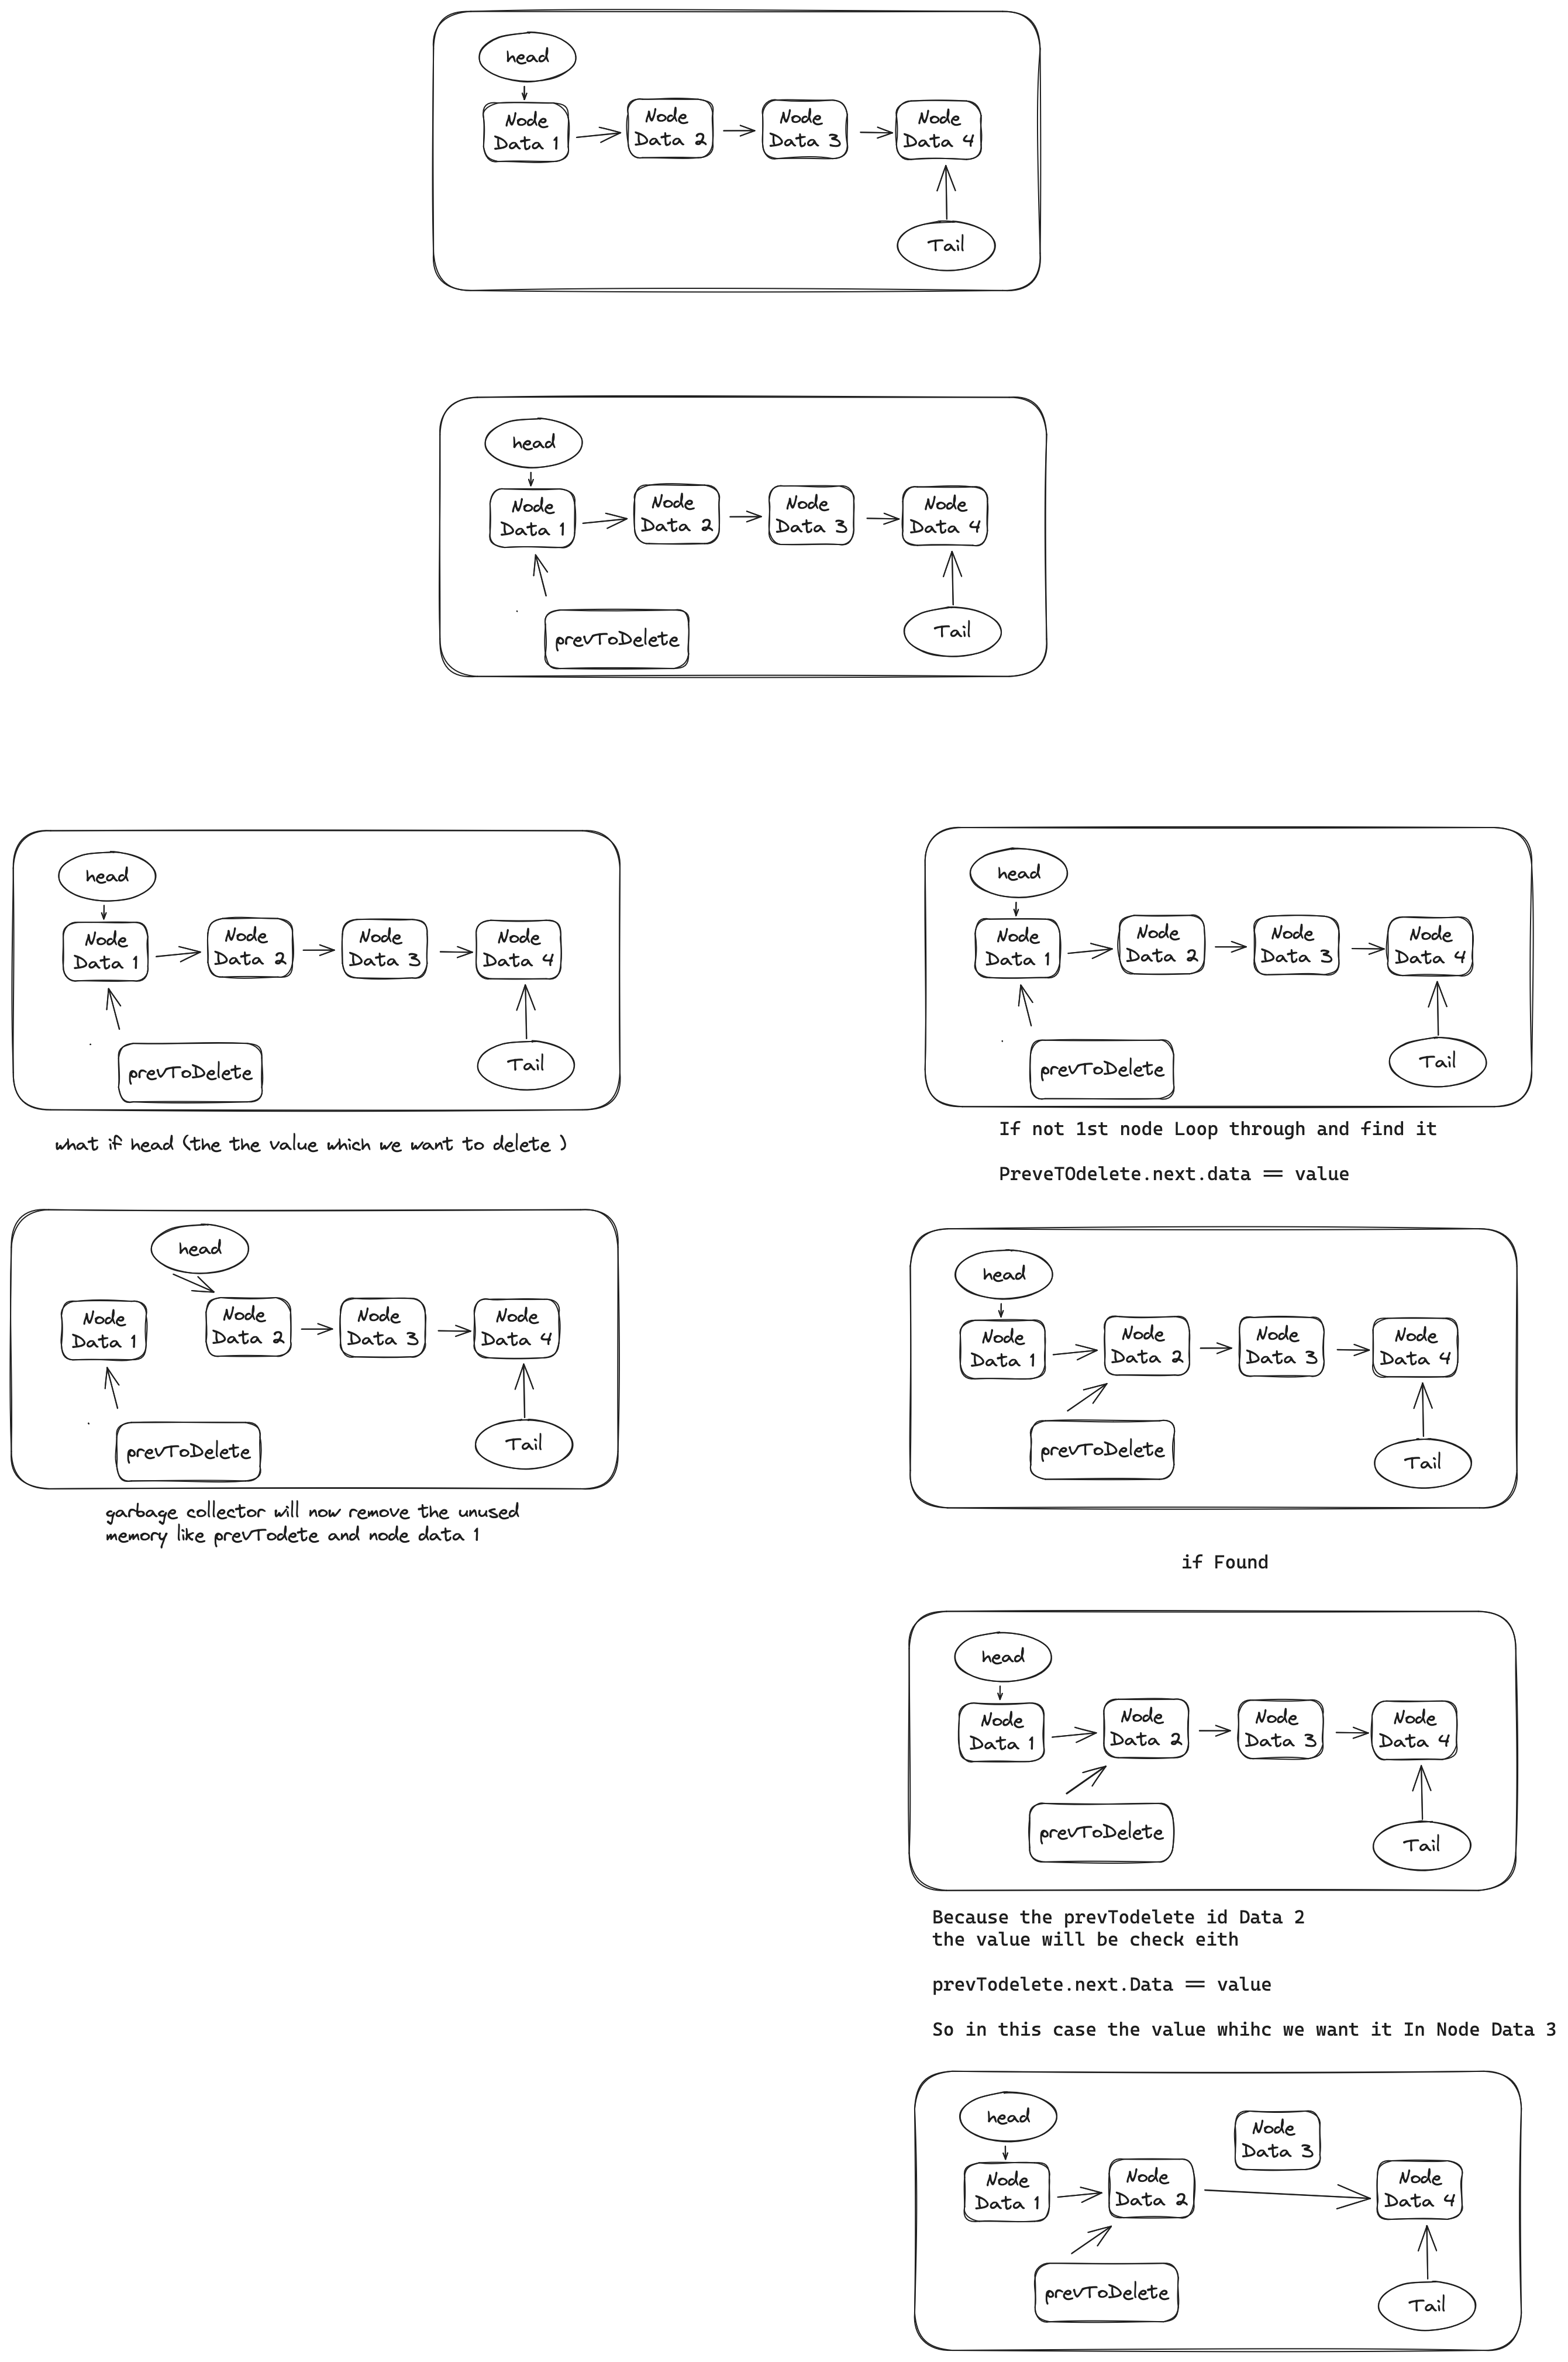 head
Node
Data 1
Node
Data 2
Node
Data 3
Node
Data 4
Tail
head
Node
Data 1
Node
Data 2
Node
Data 3
Node
Data 4
prevToDelete
Tail
head
Node
Data 1
Node
Data 2
Node
Data 3
Node
Data 4
prevToDelete
Tail
what if head (the the value which we want to delete )
head
Node
Data 1
Node
Data 2
Node
Data 3
Node
Data 4
prevToDelete
Tail
garbage collector will now remove the unused
memory like prevTodete and node data 1
head
Node
Data 1
Node
Data 2
Node
Data 3
Node
Data 4
prevToDelete
Tail
If not 1st node Loop through and find it
PreveTOdelete.next.data == value
head
Node
Data 1
Node
Data 2
Node
Data 3
Node
Data 4
prevToDelete
Tail
if Found
head
Node
Data 1
Node
Data 2
Node
Data 3
Node
Data 4
prevToDelete
Tail
Because the prevTodelete id Data 2
the value will be check eith
prevTodelete.next.Data == value
So in this case the value whihc we want it In Node Data 3
head
Node
Data 1
Node
Data 2
Node
Data 3
Node
Data 4
prevToDelete
Tail